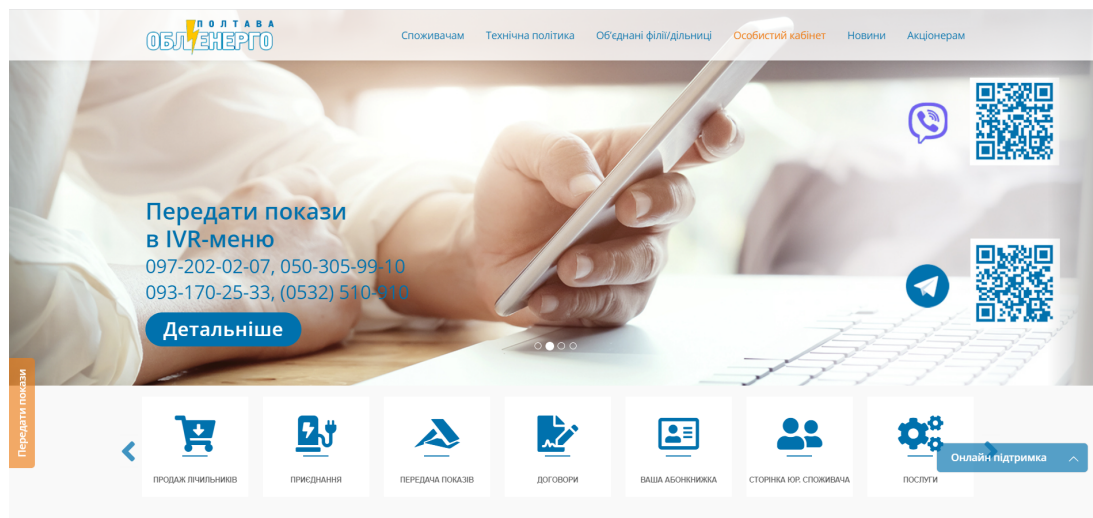 ПОЛТАВА
ОБЛЕНЕРГО
Споживачам Технічна політика Об'єднані філії/дільниці Особистий кабінет Новини Акціонерам
Передати покази
в IVR-меню
097-202-02-07, 050-305-99-10
093-170-25-33, (0532) 510-910
Детальніше
Передати покази
ПРОДАЖ ЛІЧИЛЬНИКІВ
ПРИЄДНАННЯ
ПЕРЕДАЧА ПОКАЗІВ
ДОГОВОРИ
ВАША АБОНКНИЖКА
СТОРІНКА ЮР. СПОЖИВАЧА
ПОСЛУГИ
Онлайн підтримка